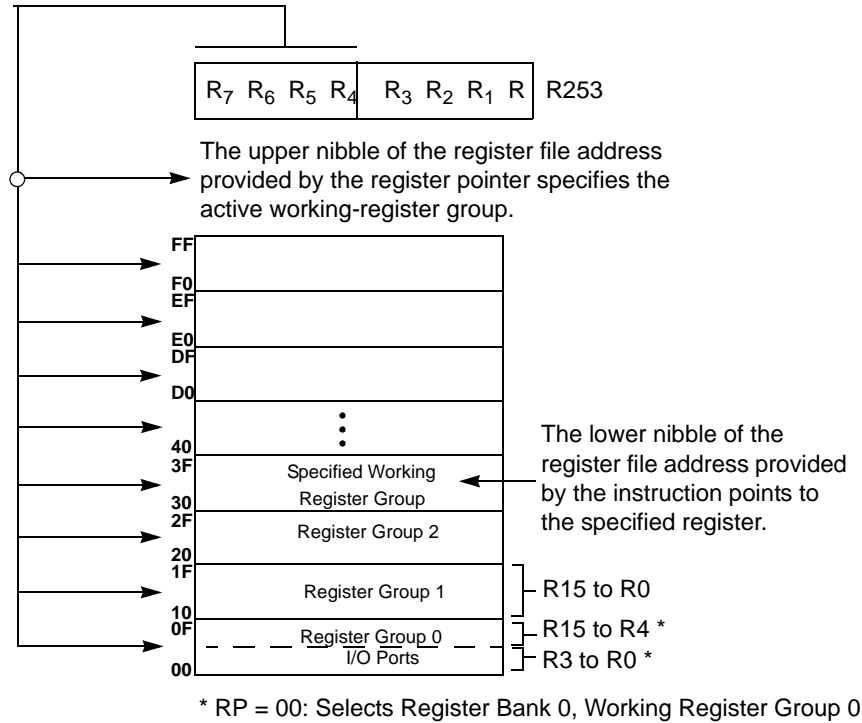 R7 R6 R5 R4 R3 R2 R1 R R253
The upper nibble of the register file address
provided by the register pointer specifies the
active working-register group.
FF
F0
EF
E0
DF
D0
40
3F
Specified Working
Register Group
30
The lower nibble of the
register file address provided
by the instruction points to
the specified register.
2F
Register Group 2
20
1F
Register Group 1
10
R15 to R0
0F
Register Group 0
R15 to R4 *
I/O Ports
R3 to R0 *
00
* RP = 00: Selects Register Bank 0, Working Register Group 0